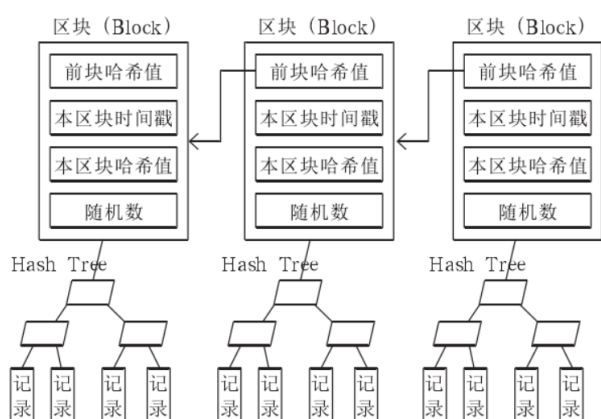 区块（Block） 区块（Block） 区块（Block）
前块哈希值 前块哈希值 前块哈希值
本区块时间戳 本区块时间戳 本区块时间戳
本区块哈希值 本区块哈希值 本区块哈希值
随机数 随机数 随机数
Hash Tree Hash Tree Hash Tree
记录 记录 记录 记录 记录 记录 记录 记录 记录 记录 记录 记录